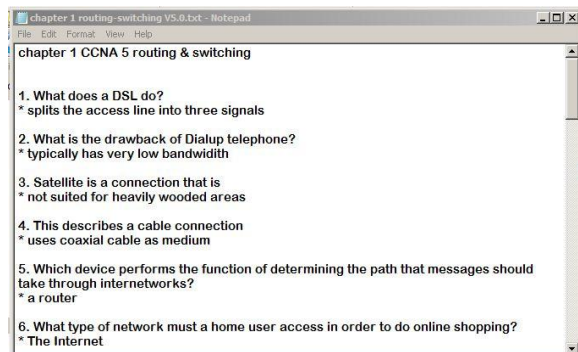 chapter 1 routing-switching V5.0.txt - Notepad
File Edit Format View Help
chapter 1 CCNA 5 routing & switching
1. What does a DSL do?
* splits the access line into three signals
2. What is the drawback of Dialup telephone?
* typically has very low bandwidith
3. Satellite is a connection that is
* not suited for heavily wooded areas
4. This describes a cable connection
* uses coaxial cable as medium
5. Which device performs the function of determining the path that messages should
take through internetworks?
* a router
6. What type of network must a home user access in order to do online shopping?
* The Internet